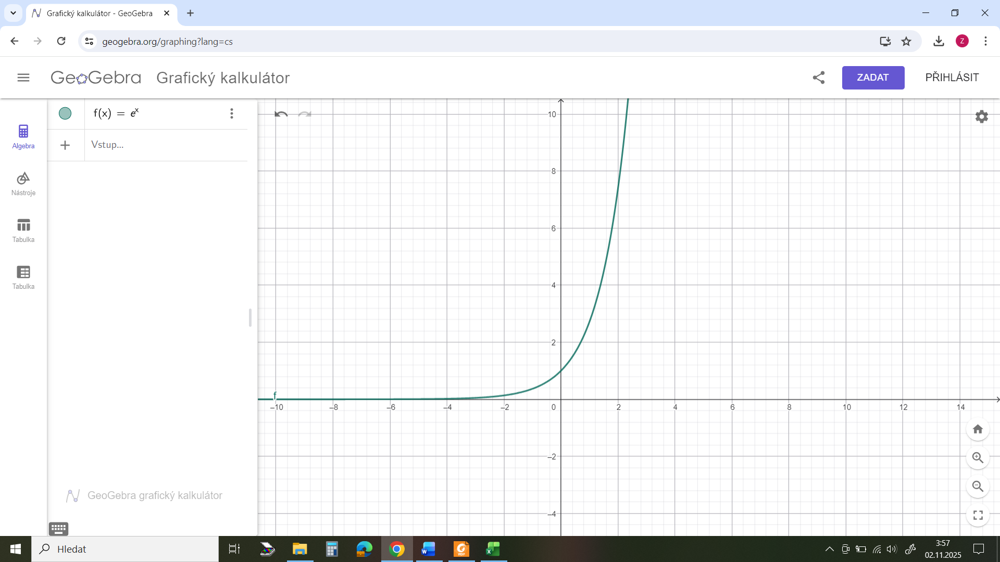 Grafický kalkulátor - GeoGebra
geogebra.org/graphing?lang=cs
Z
GeoGebra
Grafický kalkulátor
ZADAT
PŘIHLÁSIT
f(x) = eˣ
Vstup...
Algebra
Nástroje
Tabulka
Tabulka
10
8
6
4
2
f
–10
–8
–6
–4
–2
0
2
4
6
8
10
12
14
–2
–4
GeoGebra grafický kalkulátor
Hledat
W
PDF
X
3:57
02.11.2025